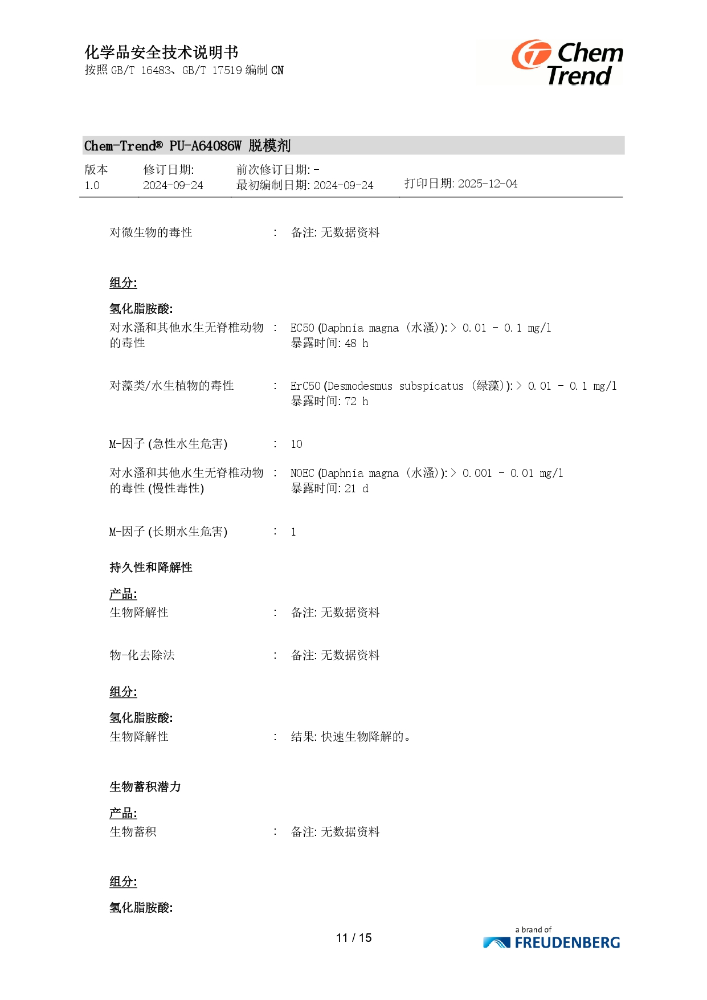 化学品安全技术说明书
按照 GB/T 16483、GB/T 17519 编制 CN
Chem
Trend
Chem-Trend® PU-A64086W 脱模剂
版本 修订日期: 前次修订日期: -
1.0 2024-09-24 最初编制日期: 2024-09-24 打印日期: 2025-12-04
对微生物的毒性 : 备注: 无数据资料
组分:
氢化脂胺酸:
对水溞和其他水生无脊椎动物 : EC50 (Daphnia magna (水溞)): > 0.01 - 0.1 mg/l
的毒性 暴露时间: 48 h
对藻类/水生植物的毒性 : ErC50 (Desmodesmus subspicatus (绿藻)): > 0.01 - 0.1 mg/l
暴露时间: 72 h
M-因子 (急性水生危害) : 10
对水溞和其他水生无脊椎动物 : NOEC (Daphnia magna (水溞)): > 0.001 - 0.01 mg/l
的毒性 (慢性毒性) 暴露时间: 21 d
M-因子 (长期水生危害) : 1
持久性和降解性
产品:
生物降解性 : 备注: 无数据资料
物-化去除法 : 备注: 无数据资料
组分:
氢化脂胺酸:
生物降解性 : 结果: 快速生物降解的。
生物蓄积潜力
产品:
生物蓄积 : 备注: 无数据资料
组分:
氢化脂胺酸:
11 / 15
a brand of
FREUDENBERG